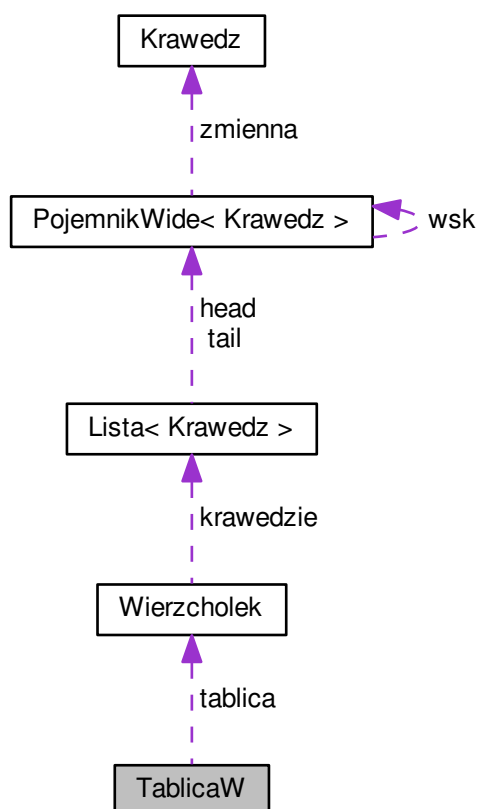 Krawedz
zmienna
PojemnikWide< Krawedz >
wsk
head
tail
Lista< Krawedz >
krawedzie
Wierzcholek
tablica
TablicaW